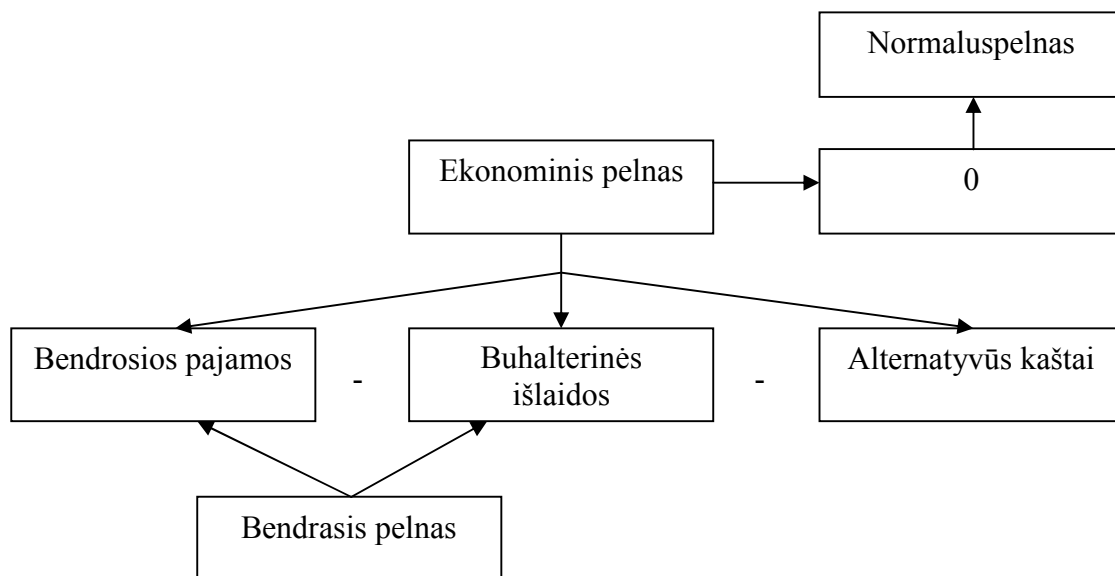 Normaluspelnas
Ekonominis pelnas
0
Bendrosios pajamos
-
Buhalterinės
išlaidos
-
Alternatyvūs kaštai
Bendrasis pelnas